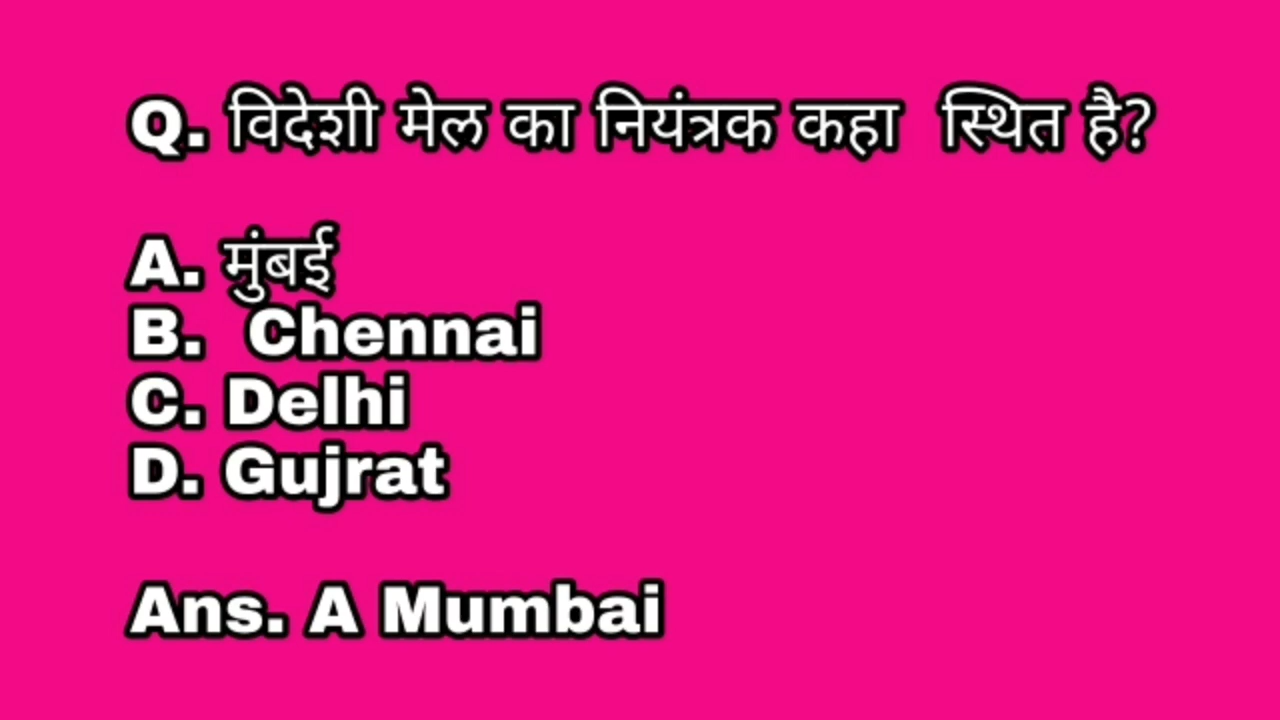 Q. विदेशी मेल का नियंत्रक कहा स्थित है?
A. मुंबई
B. Chennai
C. Delhi
D. Gujrat
Ans. A Mumbai